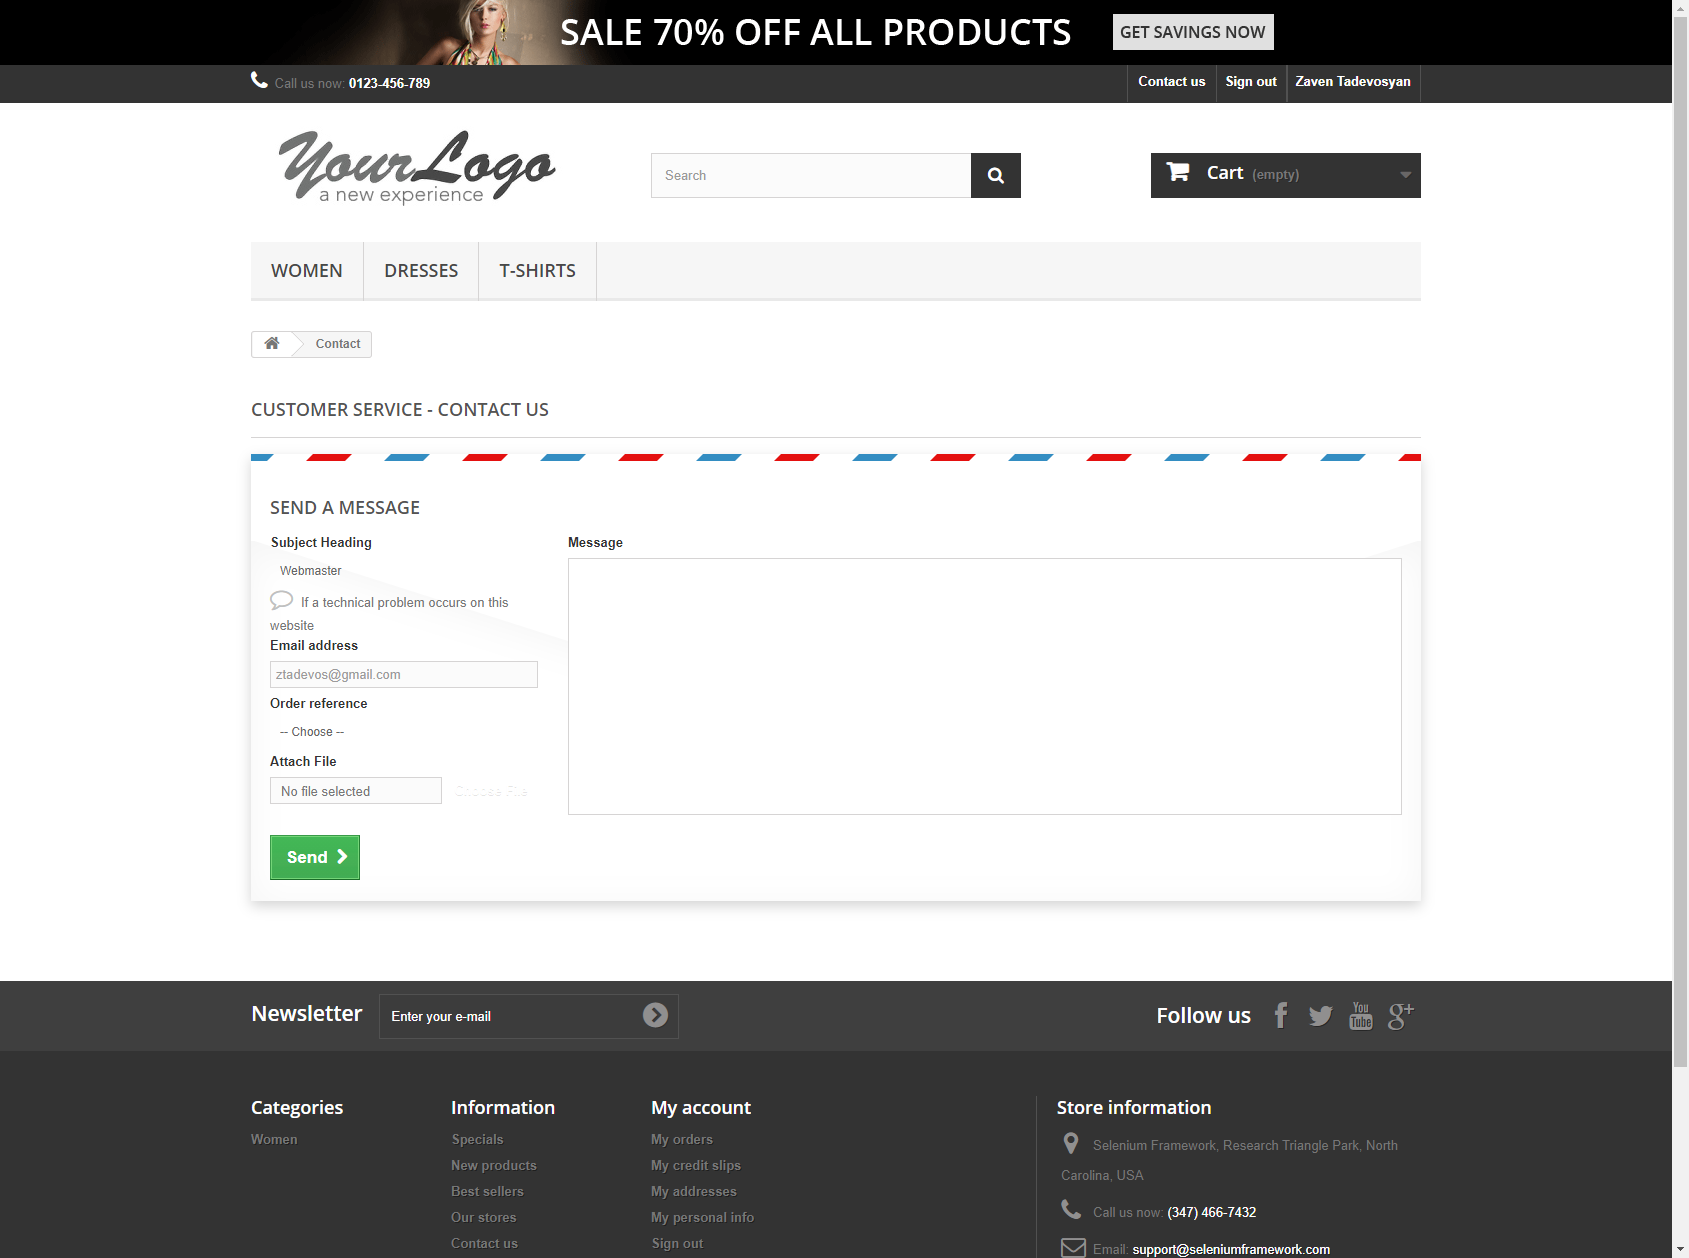 SALE 70% OFF ALL PRODUCTS GET SAVINGS NOW
Call us now: 0123-456-789 Contact us Sign out Zaven Tadevosyan
YourLogo
a new experience
Search Cart (empty)
WOMEN DRESSES T-SHIRTS
Contact
CUSTOMER SERVICE - CONTACT US
SEND A MESSAGE
Subject Heading
Webmaster
If a technical problem occurs on this
website
Email address
ztadevos@gmail.com
Order reference
-- Choose --
Attach File
No file selected Choose File
Send
Message
Newsletter Enter your e-mail Follow us You Tube g+
Categories
Women
Information
Specials
New products
Best sellers
Our stores
Contact us
My account
My orders
My credit slips
My addresses
My personal info
Sign out
Store information
Selenium Framework, Research Triangle Park, North
Carolina, USA
Call us now: (347) 466-7432
Email: support@seleniumframework.com